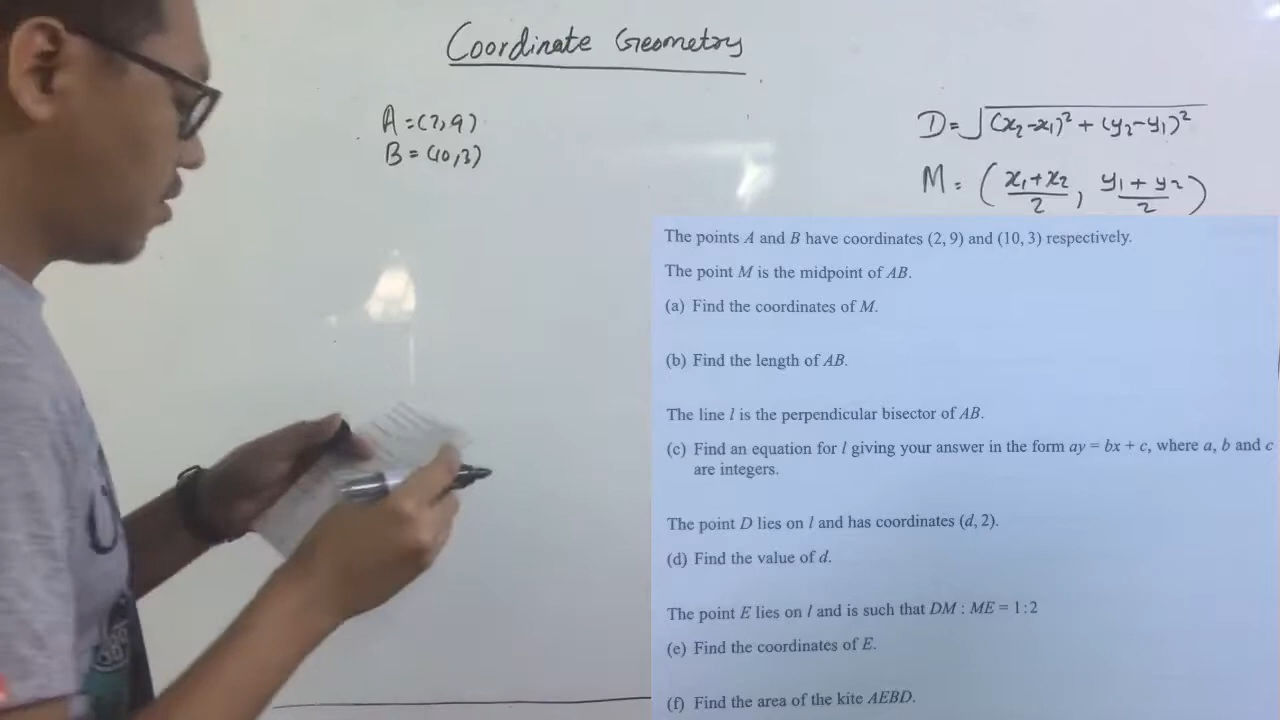 Coordinate Geometry
A = (2,9)
B = (10,3)
D = √(x₂-x₁)² + (y₂-y₁)²
M = (x₁+x₂/2, y₁+y₂/2)
The points A and B have coordinates (2, 9) and (10, 3) respectively.
The point M is the midpoint of AB.
(a) Find the coordinates of M.
(b) Find the length of AB.
The line l is the perpendicular bisector of AB.
(c) Find an equation for l giving your answer in the form ay = bx + c, where a, b and c
are integers.
The point D lies on l and has coordinates (d, 2).
(d) Find the value of d.
The point E lies on l and is such that DM : ME = 1 : 2
(e) Find the coordinates of E.
(f) Find the area of the kite AEBD.